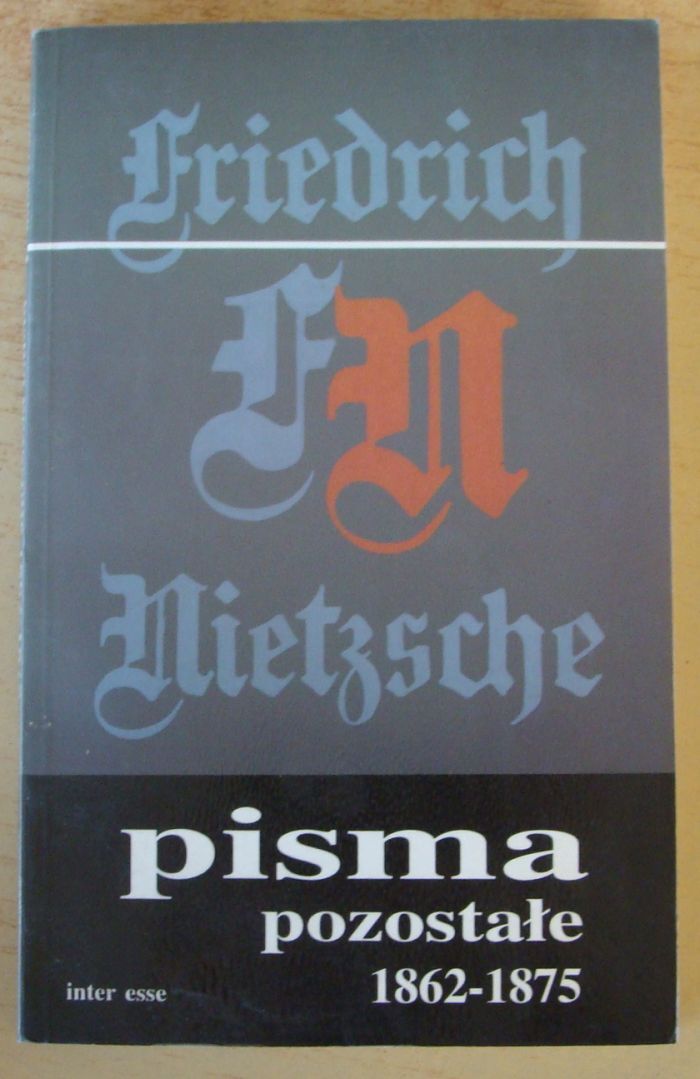 Friedrich
FN
Nietzsche
pisma
pozostałe
inter esse
1862-1875